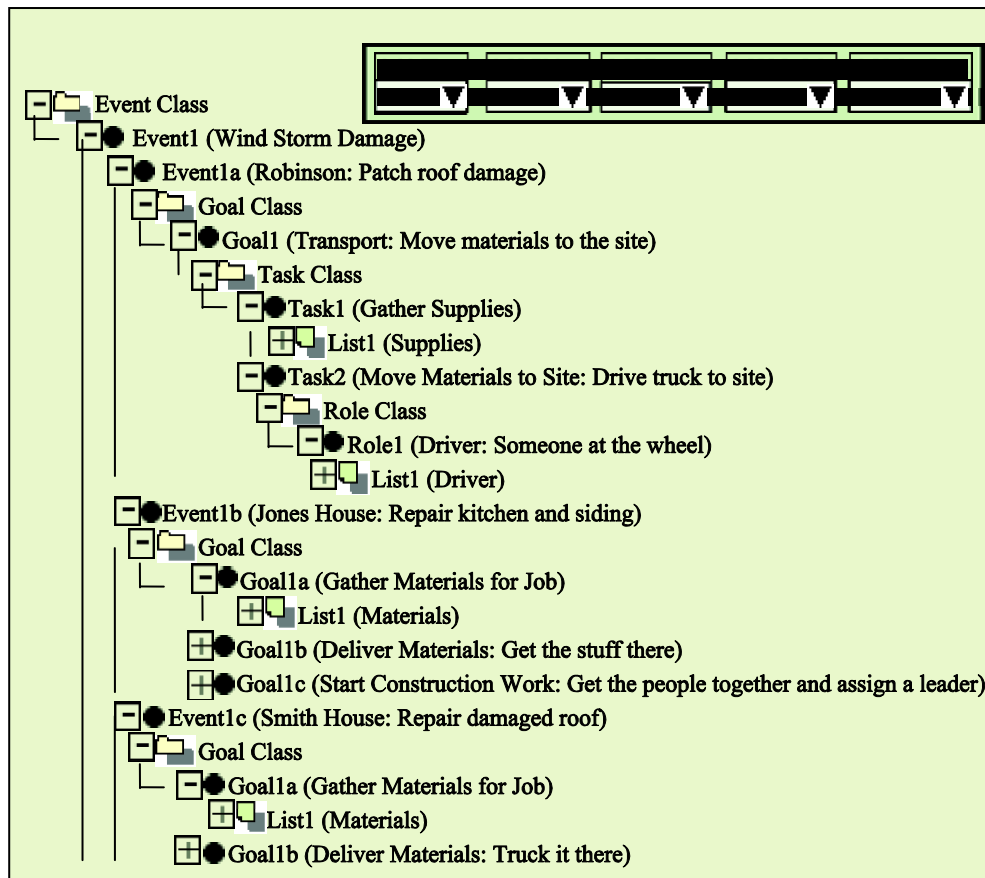 Event Class
Event1 (Wind Storm Damage)
Event1a (Robinson: Patch roof damage)
Goal Class
Goal1 (Transport: Move materials to the site)
Task Class
Task1 (Gather Supplies)
List1 (Supplies)
Task2 (Move Materials to Site: Drive truck to site)
Role Class
Role1 (Driver: Someone at the wheel)
List1 (Driver)
Event1b (Jones House: Repair kitchen and siding)
Goal Class
Goal1a (Gather Materials for Job)
List1 (Materials)
Goal1b (Deliver Materials: Get the stuff there)
Goal1c (Start Construction Work: Get the people together and assign a leader)
Event1c (Smith House: Repair damaged roof)
Goal Class
Goal1a (Gather Materials for Job)
List1 (Materials)
Goal1b (Deliver Materials: Truck it there)